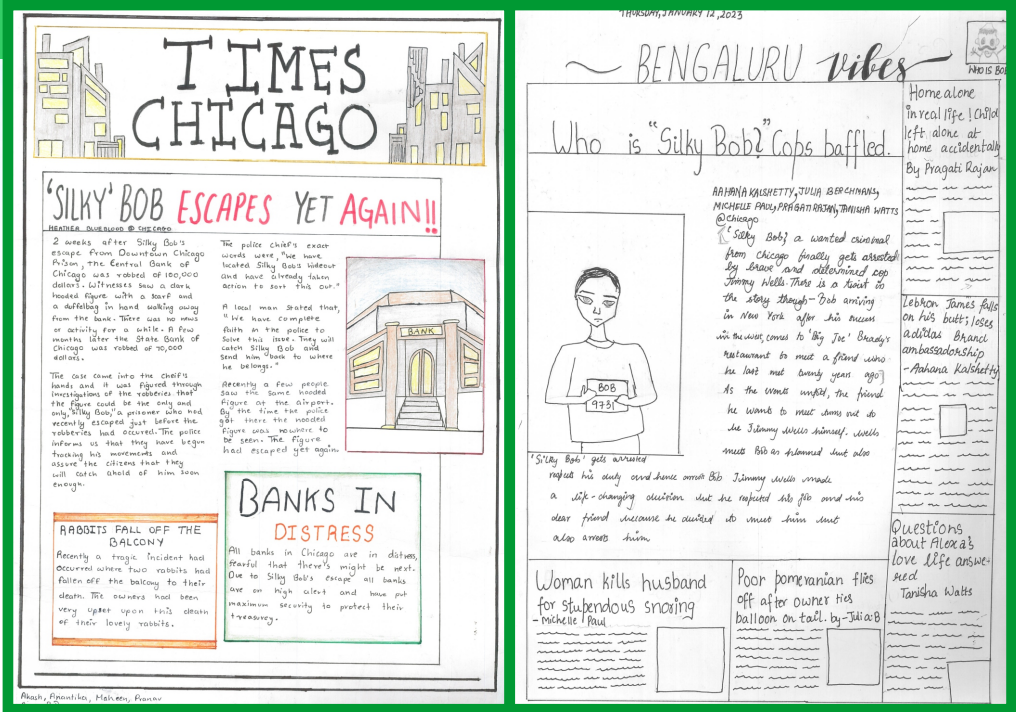 TIMES
CHICAGO
'SILKY' BOB ESCAPES YET AGAIN!!
HEATHER BLUEBLOOD @ CHICAGO
2 weeks after Silky Bob's
escape from Downtown Chicago
Prison, the Central Bank of
Chicago was robbed of 100,000
dollars. Witnesses saw a dark
hooded figure with a scarf and
a duffelbag in hand walking away
from the bank. There was no news
or activity for a while. A few
months later the State Bank of
Chicago was robbed of 70,000
dollars.
The case came into the Chief's
hands and it was figured through
investigations of the robberies that
the figure could be the only and
only, "Silky Bob," a prisoner who had
recently escaped just before the
robberies had occured. The police
informs us that they have begun
tracking his movements and
assure the citizens that they
will catch ahold of him soon
enough.
The police chief's exact
words were, "We have
located Silky Bob's hideout
and have already taken
action to sort this out."
A local man stated that,
"We have complete
faith in the police to
solve this issue. They will
catch Silky Bob and
send him back to where
he belongs."
Recently a few people
saw the same hooded
figure at the airport.
By the time the police
got there the hooded
figure was nowhere to
be seen. The figure
had escaped yet again.
BANK
RABBITS FALL OFF THE
BALCONY
Recently a tragic incident had
occurred where two rabbits had
fallen off the balcony to their
death. The owners had been
very upset upon this death
of their lovely rabbits.
BANKS IN
DISTRESS
All banks in Chicago are in distress,
fearful that there's might be next.
Due to Silky Bob's escape all banks
are on high alert and have put
maximum security to protect their
treasurey.
Akash, Anantika, Maheen, Pranav
THURSDAY, JANUARY 12, 2023
BENGALURU vibes
WHO IS BOB
Who is "Silky Bob?" Cops baffled.
AAHANA KALSHETTY, JULIA BERCHMANS,
MICHELLE PAUL, PRAGATI RAJAN, TANISHA WATTS
@Chicago
"Silky Bob", a wanted criminal
from Chicago finally gets arrested
by brave and determined cop
Jimmy Wells. There is a twist in
the story though - Bob arriving
in New York after his success
in the west, comes to 'Big Joe' Brady's
restaurant to meet a friend who
he last met twenty years ago
As the events unfold, the friend
he wants to meet turns out to
be Jimmy Wells himself. Wells
meets Bob as planned but also
BOB
9731
'Silky Bob' gets arrested
respects his duty and hence arrests Bob Jimmy Wells made
a life-changing decision but he respected his job and his
dear friend because he decided to meet him but
also arrests him
Home alone
in real life! Child
left alone at
home accidentally
By Pragati Rajan
Lebron James falls
on his butt; loses
adidas Brand
ambassadorship
-Aahana Kalshetty
Questions
about Alexa's
love life answe-
red
Tanisha Watts
Woman kills husband
for stupendous snoring
- Michelle Paul
Poor pomeranian flies
off after owner ties
balloon on tail. by-Julia.B